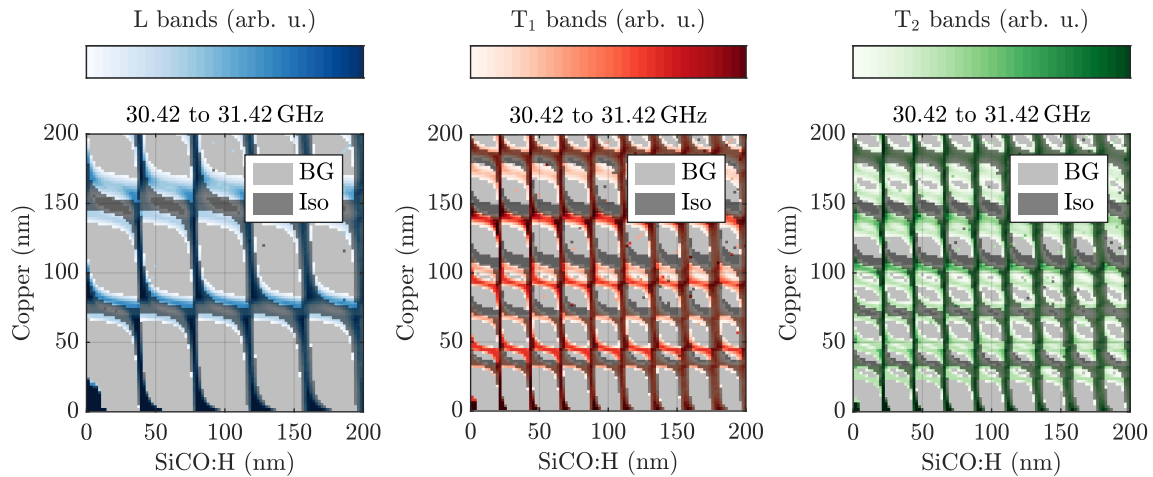 L bands (arb. u.)
T₁ bands (arb. u.)
T₂ bands (arb. u.)
30.42 to 31.42 GHz
30.42 to 31.42 GHz
30.42 to 31.42 GHz
BG
Iso
BG
Iso
BG
Iso
Copper (nm)
200
150
100
50
0
Copper (nm)
200
150
100
50
0
Copper (nm)
200
150
100
50
0
0 50 100 150 200
0 50 100 150 200
0 50 100 150 200
SiCO:H (nm)
SiCO:H (nm)
SiCO:H (nm)